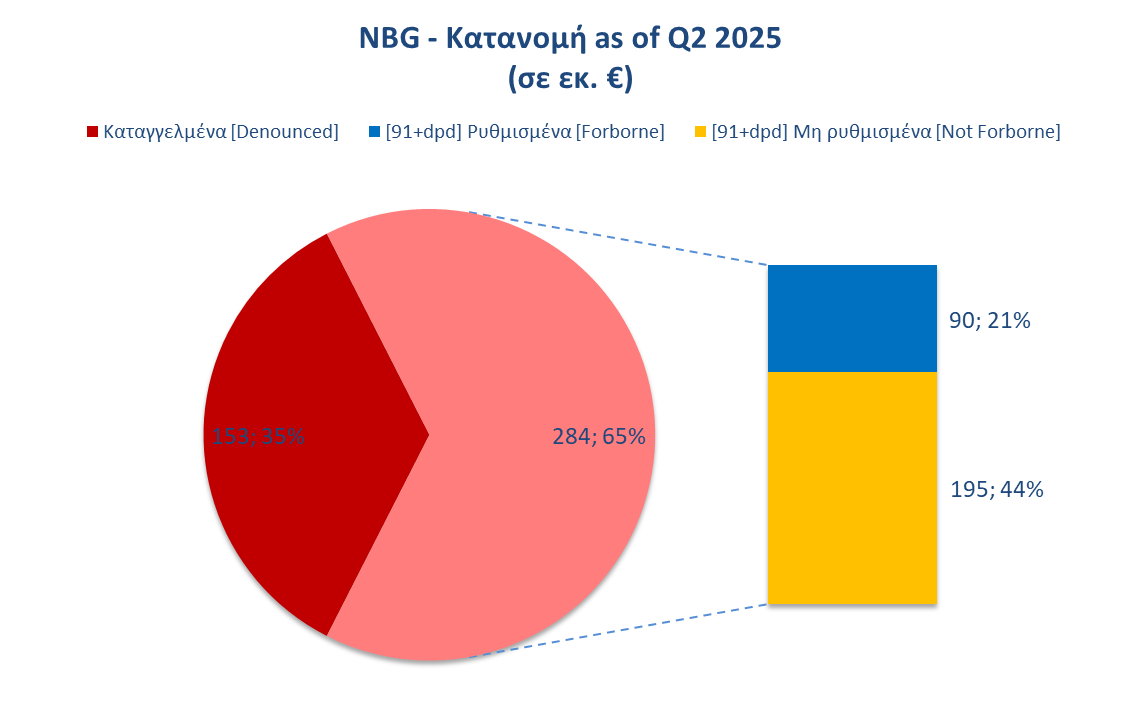 NBG - Κατανομή as of Q2 2025
(σε εκ. €)
Καταγγελμένα [Denounced] [91+dpd] Ρυθμισμένα [Forborne] [91+dpd] Μη ρυθμισμένα [Not Forborne]
90; 21%
153; 35%
284; 65%
195; 44%